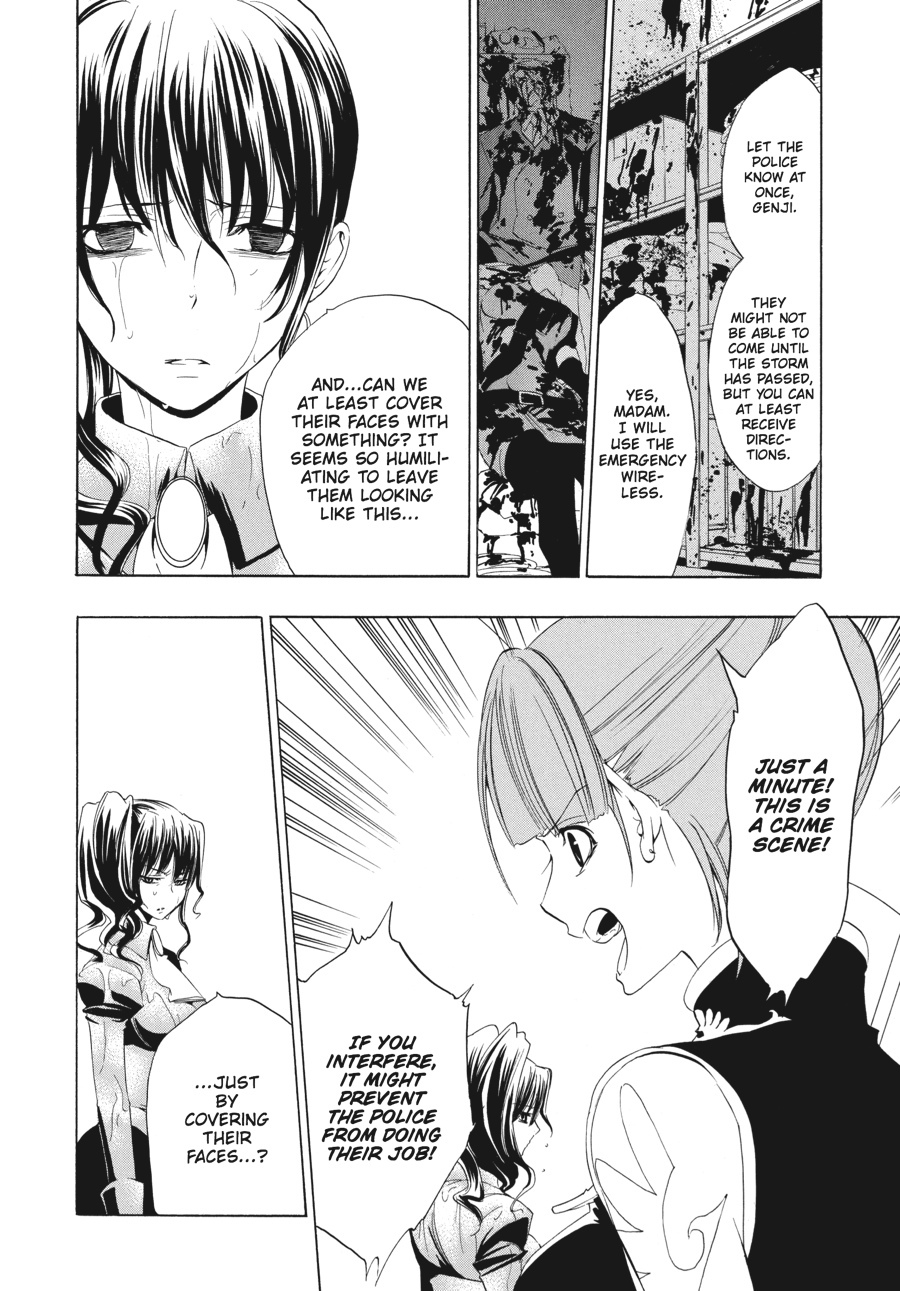 LET THE
POLICE
KNOW AT
ONCE,
GENJI.
THEY
MIGHT NOT
BE ABLE TO
COME UNTIL
THE STORM
HAS PASSED,
BUT YOU CAN
AT LEAST
RECEIVE
DIREC-
TIONS.
YES,
MADAM.
I WILL
USE THE
EMERGENCY
WIRE-
LESS.
AND...CAN WE
AT LEAST COVER
THEIR FACES WITH
SOMETHING? IT
SEEMS SO HUMILI-
ATING TO LEAVE
THEM LOOKING
LIKE THIS...
JUST A
MINUTE!
THIS IS
A CRIME
SCENE!
IF YOU
INTERFERE,
IT MIGHT
PREVENT
THE POLICE
FROM DOING
THEIR JOB!
...JUST
BY
COVERING
THEIR
FACES...?